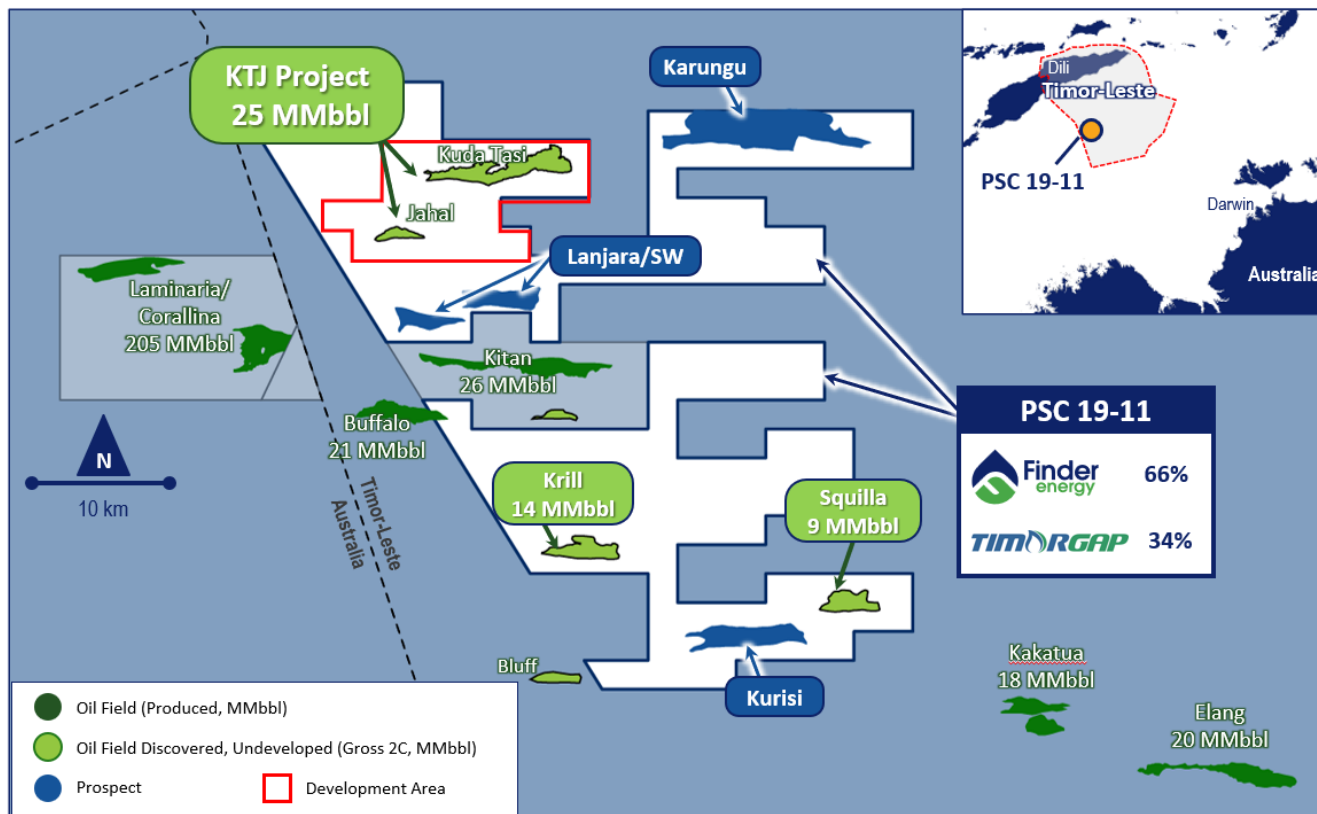 KTJ Project
25 MMbbl
Karungu
Dili
Timor-Leste
PSC 19-11
Darwin
Australia
Kuda Tasi
Jahal
Lanjara/SW
Laminaria/
Corallina
205 MMbbl
Kitan
26 MMbbl
Buffalo
21 MMbbl
N
10 km
Timor-Leste
Australia
Krill
14 MMbbl
Squilla
9 MMbbl
PSC 19-11
Finder
energy
66%
TIMORGAP
34%
Bluff
Kurisi
Kakatua
18 MMbbl
Elang
20 MMbbl
Oil Field (Produced, MMbbl)
Oil Field Discovered, Undeveloped (Gross 2C, MMbbl)
Prospect
Development Area